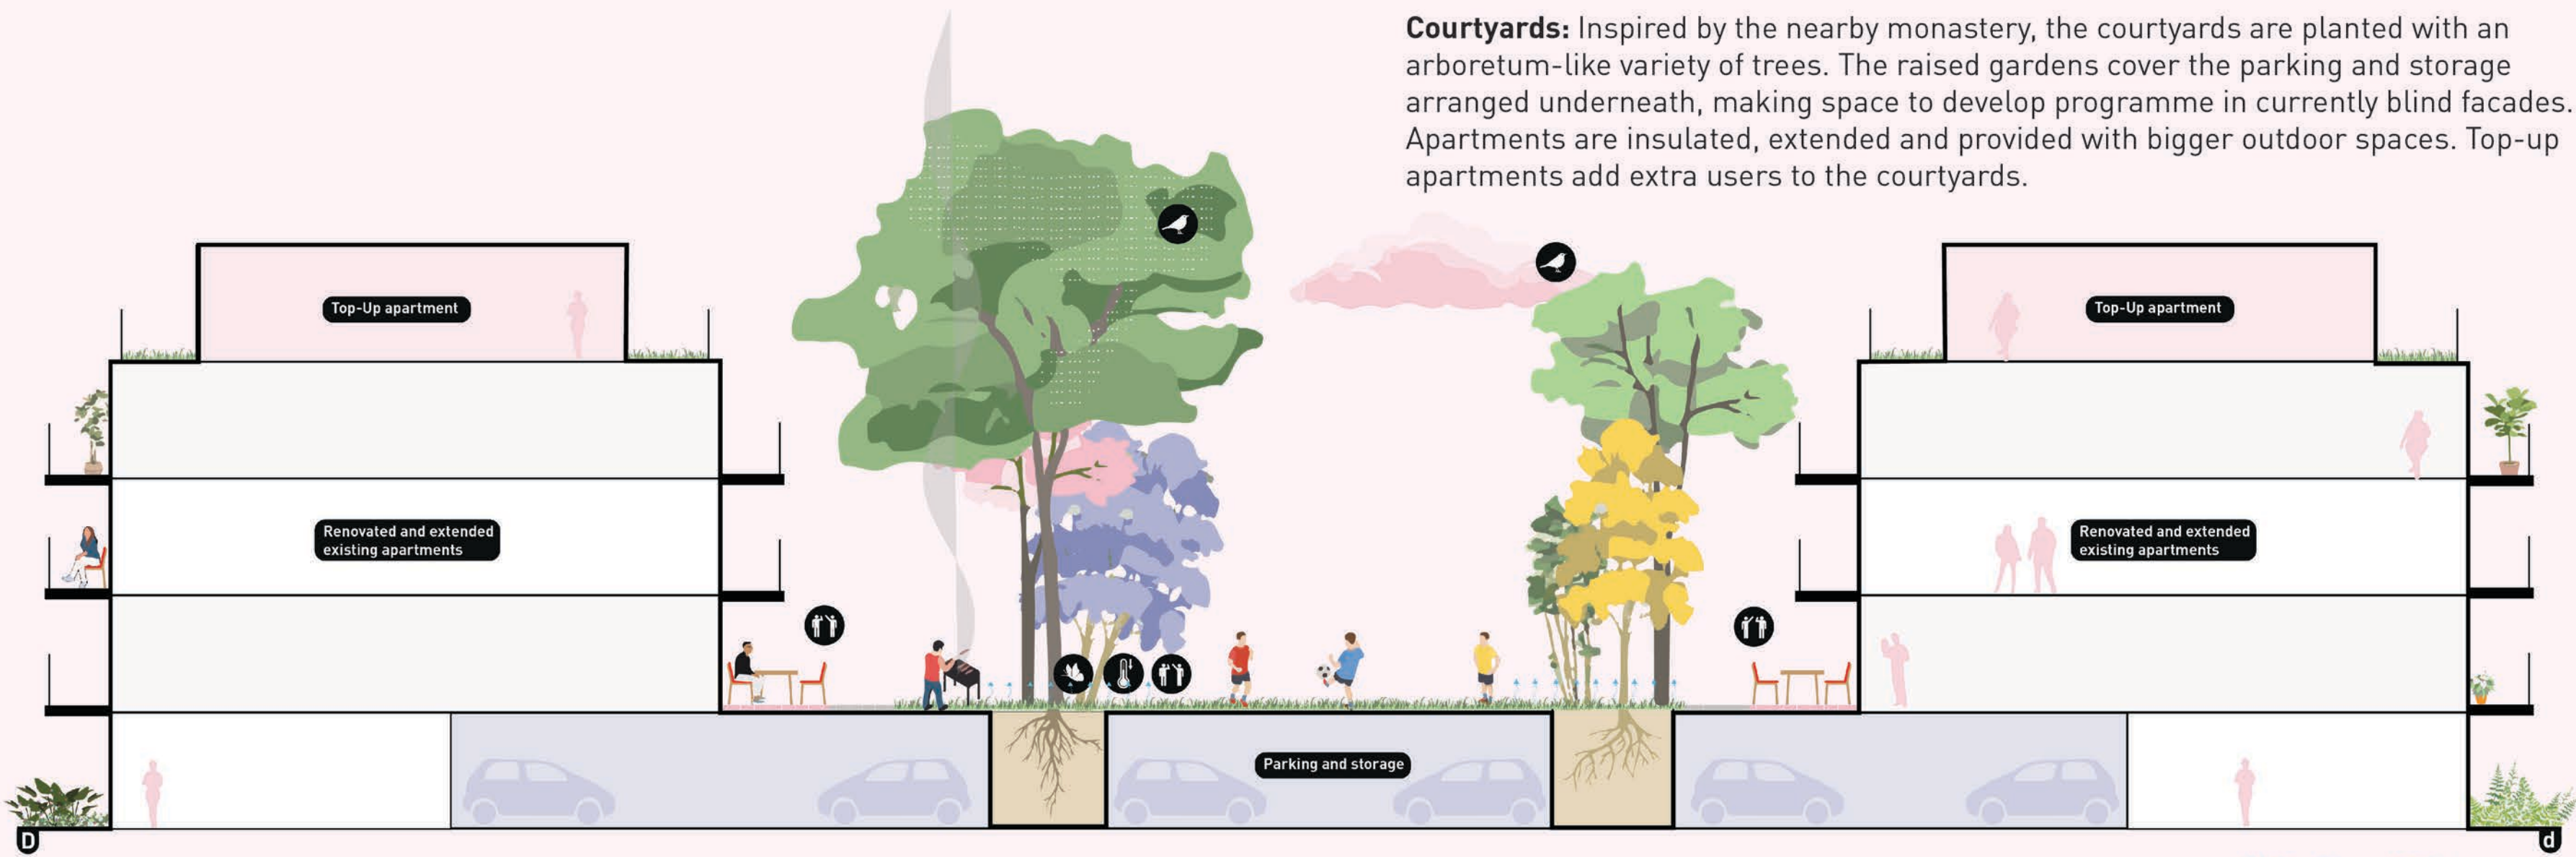 Courtyards: Inspired by the nearby monastery, the courtyards are planted with an
arboretum-like variety of trees. The raised gardens cover the parking and storage
arranged underneath, making space to develop programme in currently blind facades.
Apartments are insulated, extended and provided with bigger outdoor spaces. Top-up
apartments add extra users to the courtyards.
Top-Up apartment
Top-Up apartment
Renovated and extended
existing apartments
Renovated and extended
existing apartments
Parking and storage
D
d